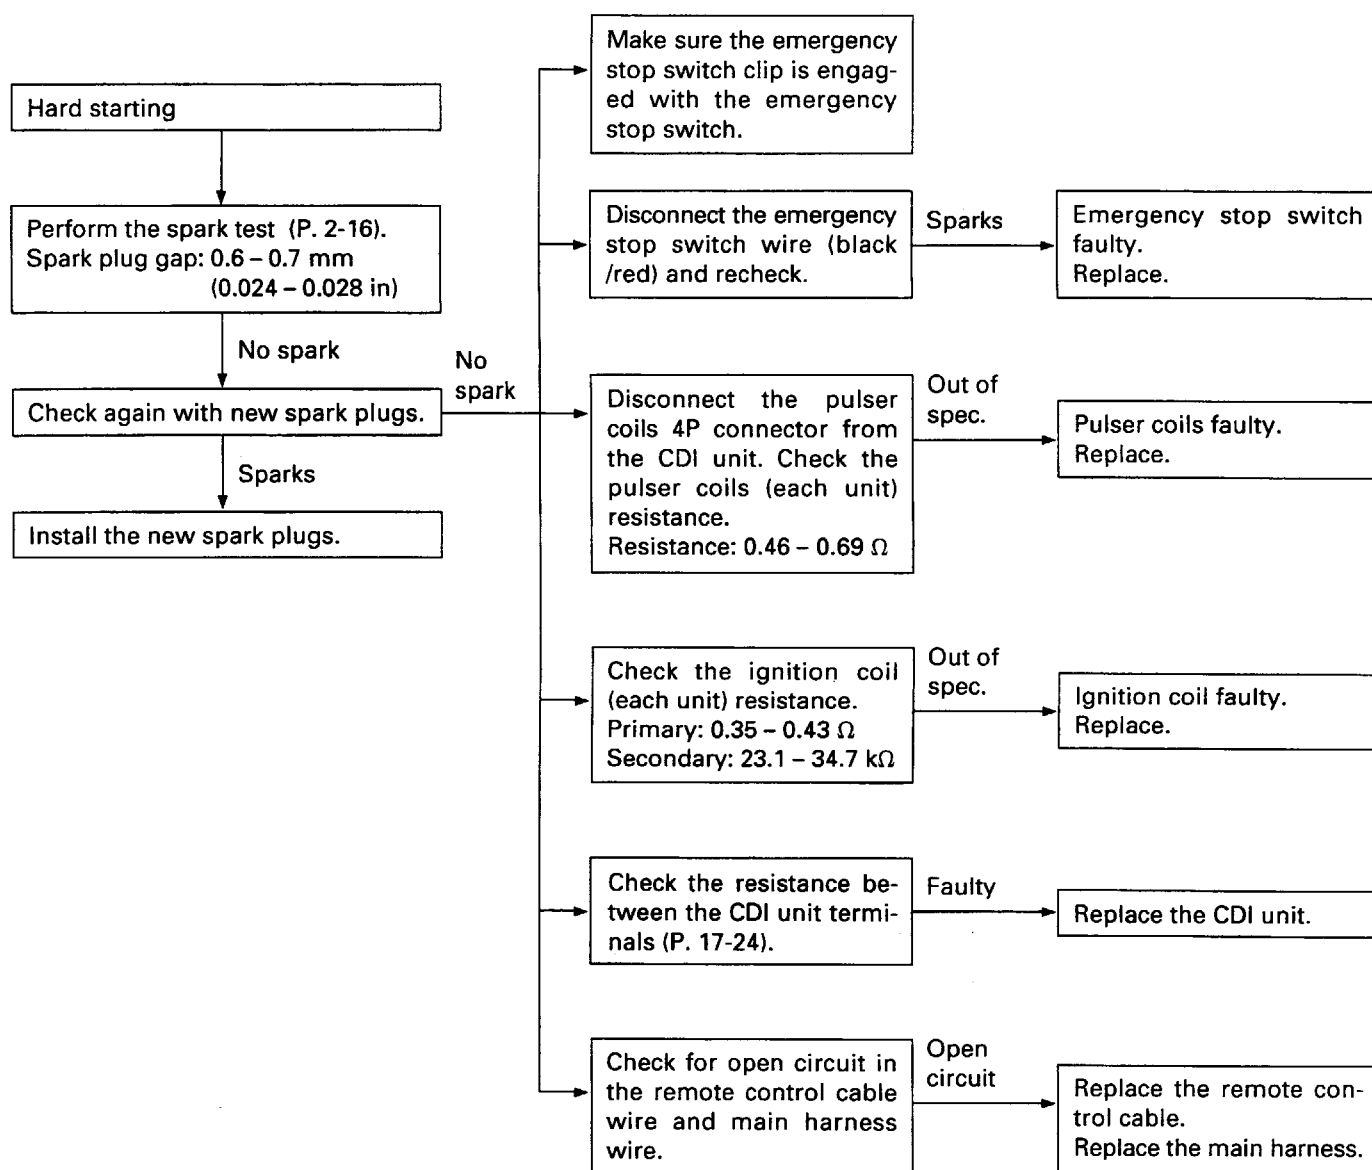 Hard starting
Perform the spark test (P. 2-16).
Spark plug gap: 0.6 – 0.7 mm
(0.024 – 0.028 in)
No spark
Check again with new spark plugs.
Sparks
Install the new spark plugs.
No
spark
Make sure the emergency
stop switch clip is engag-
ed with the emergency
stop switch.
Disconnect the emergency
stop switch wire (black
/red) and recheck.
Sparks
Emergency stop switch
faulty.
Replace.
Disconnect the pulser
coils 4P connector from
the CDI unit. Check the
pulser coils (each unit)
resistance.
Resistance: 0.46 – 0.69 Ω
Out of
spec.
Pulser coils faulty.
Replace.
Check the ignition coil
(each unit) resistance.
Primary: 0.35 – 0.43 Ω
Secondary: 23.1 – 34.7 kΩ
Out of
spec.
Ignition coil faulty.
Replace.
Check the resistance be-
tween the CDI unit termi-
nals (P. 17-24).
Faulty
Replace the CDI unit.
Check for open circuit in
the remote control cable
wire and main harness
wire.
Open
circuit
Replace the remote con-
trol cable.
Replace the main harness.